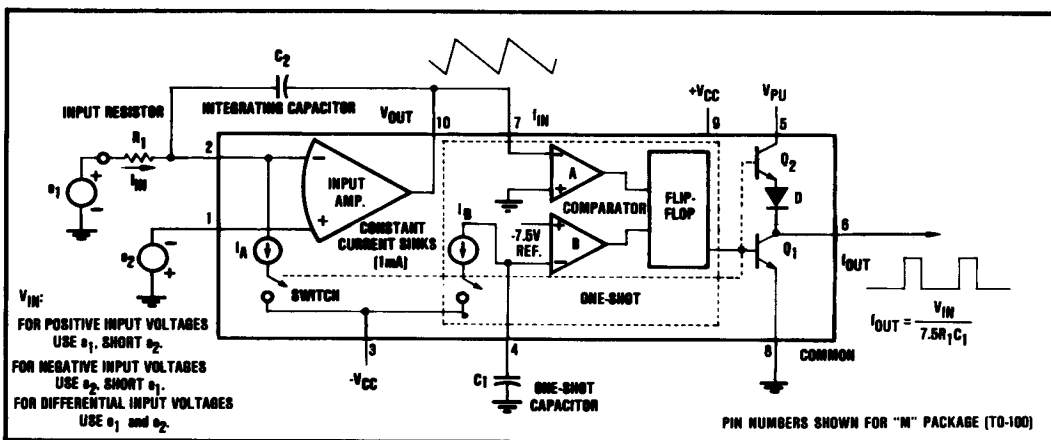 C2
INTEGRATING CAPACITOR
INPUT RESISTOR
R1
IIN
VOUT
10
fIN
7
+VCC
9
VPU
5
2
1
e1
+
-
e2
-
+
-
INPUT
AMP.
+
IA
CONSTANT
CURRENT SINKS
(1mA)
SWITCH
IB
-
A
+
COMPARATOR
-7.5V
REF.
+
B
-
FLIP-
FLOP
ONE-SHOT
Q2
D
Q1
6
fOUT
fOUT = VIN
7.5R1C1
3
-VCC
4
C1
ONE-SHOT
CAPACITOR
8
COMMON
VIN:
FOR POSITIVE INPUT VOLTAGES
USE e1, SHORT e2.
FOR NEGATIVE INPUT VOLTAGES
USE e2, SHORT e1.
FOR DIFFERENTIAL INPUT VOLTAGES
USE e1 and e2.
PIN NUMBERS SHOWN FOR "M" PACKAGE (TO-100)